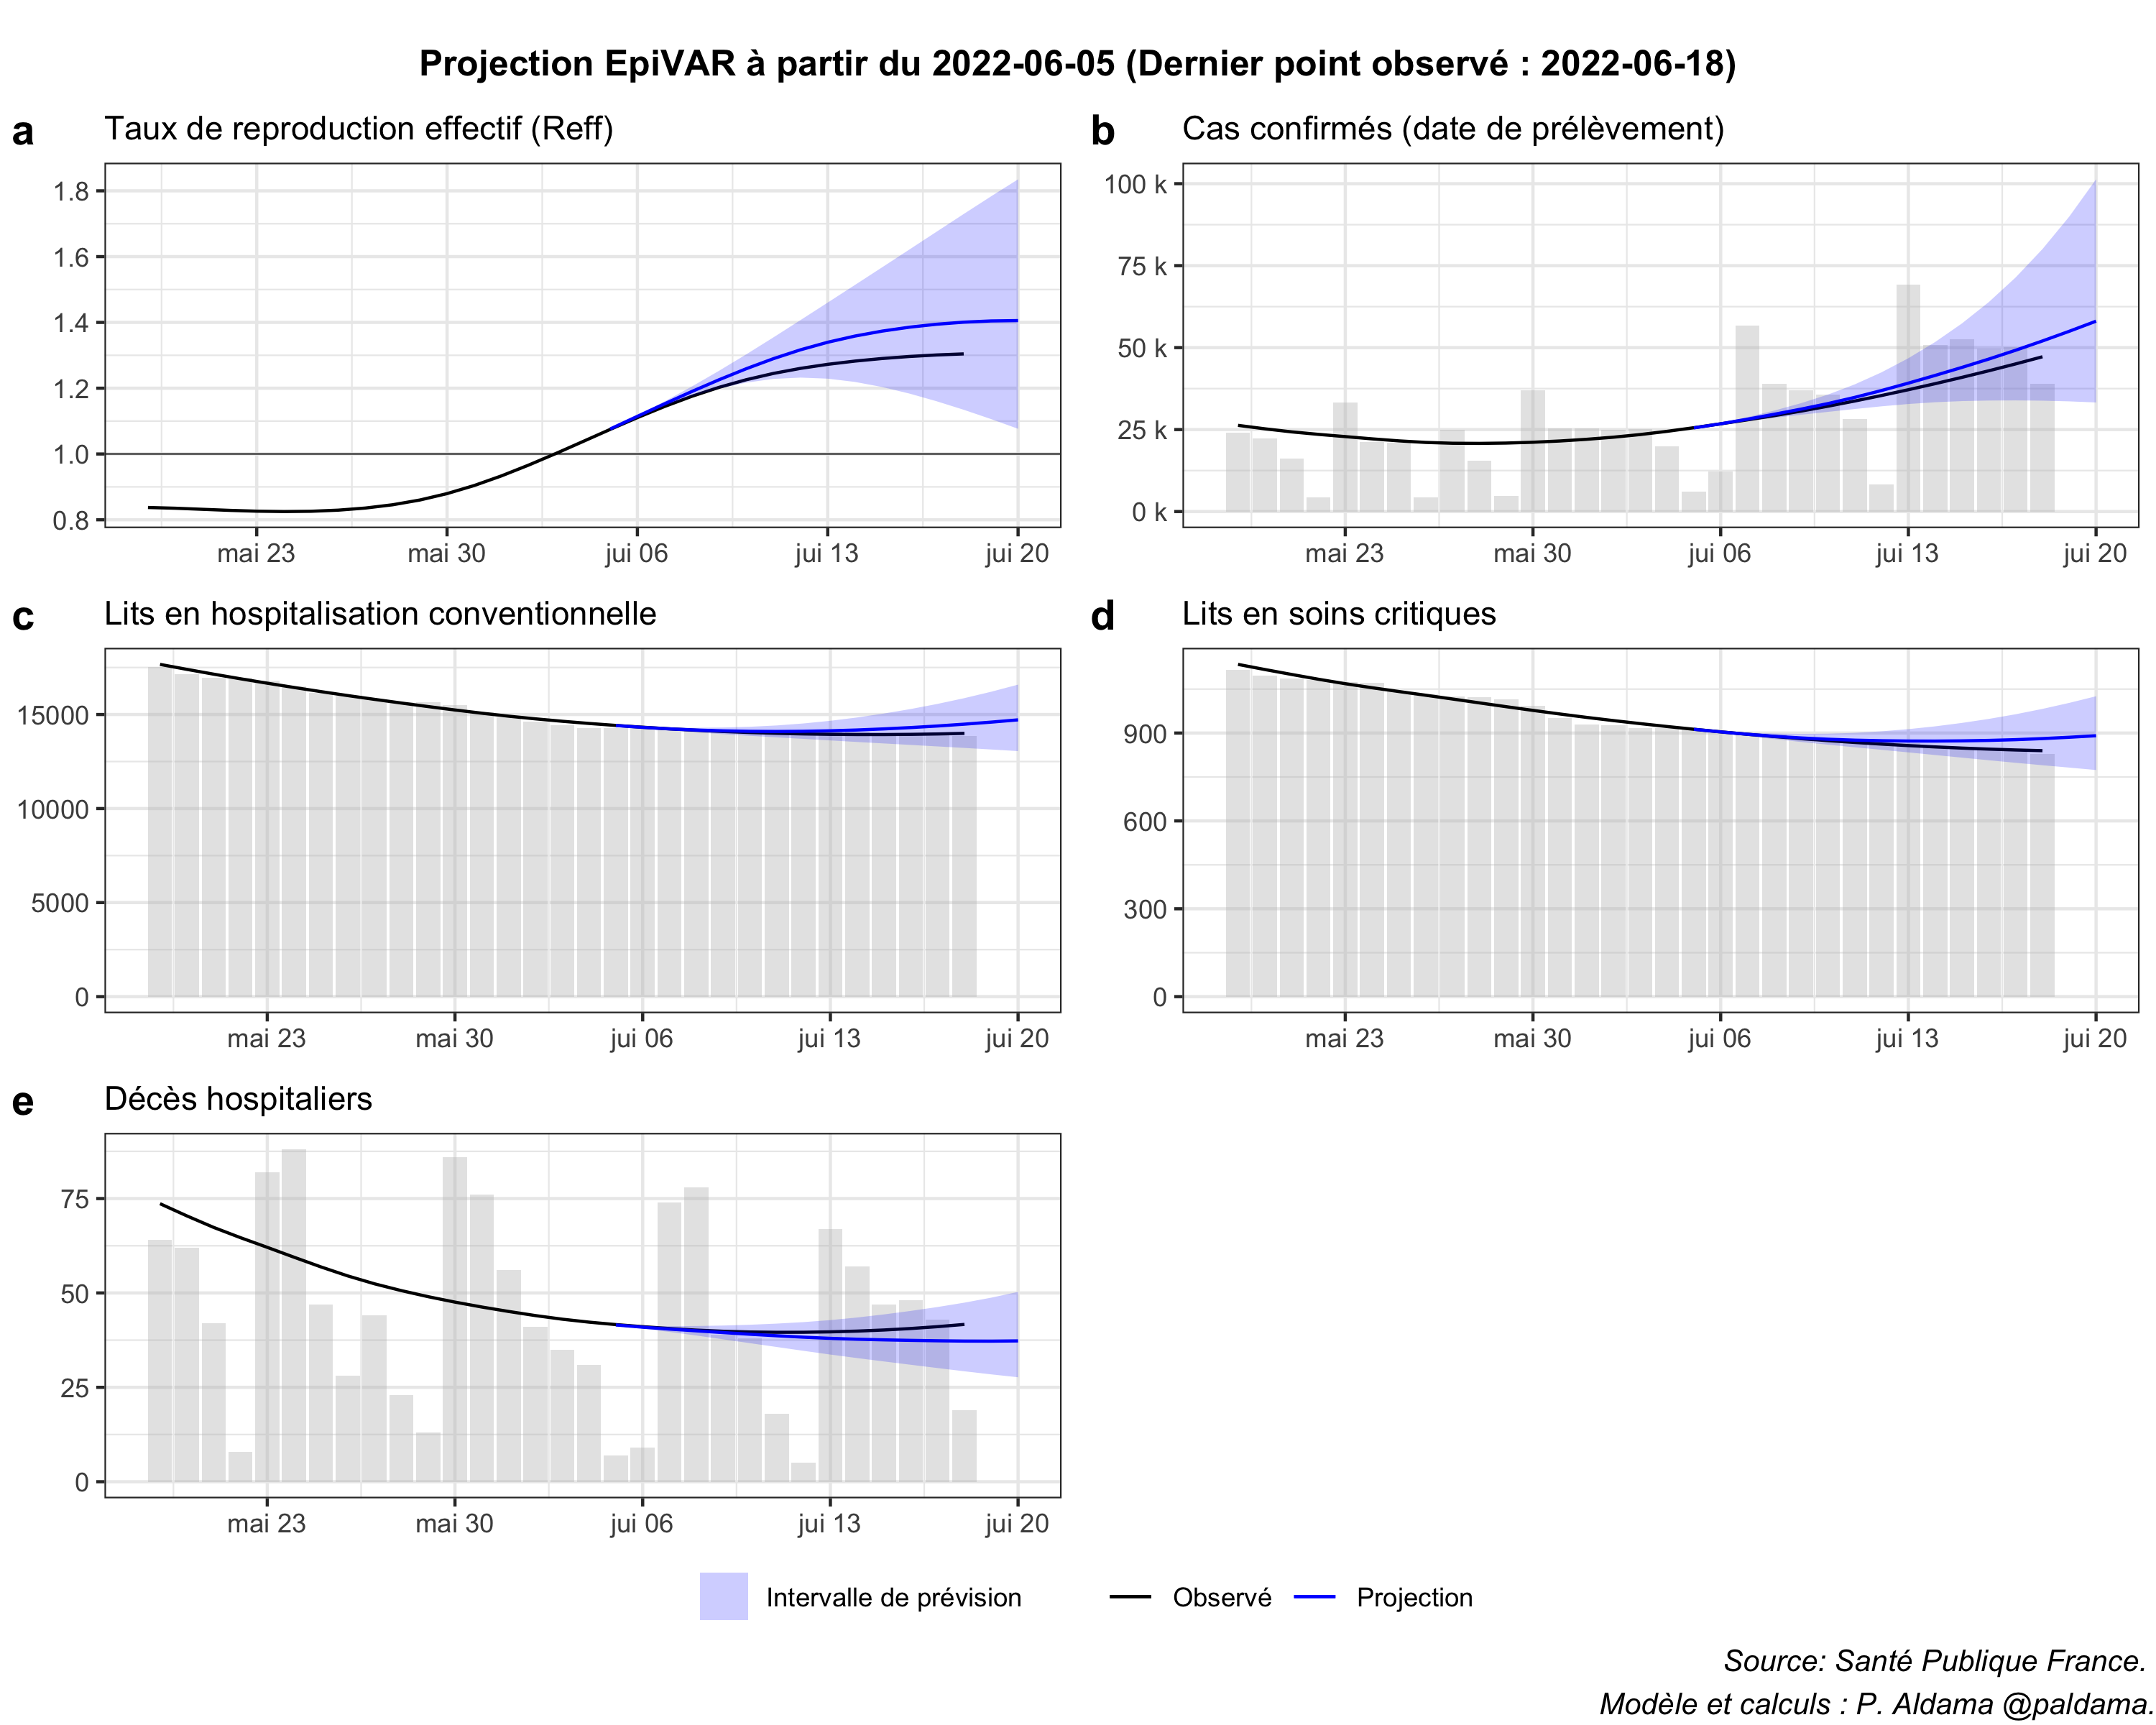 Projection EpiVAR à partir du 2022-06-05 (Dernier point observé : 2022-06-18)
a Taux de reproduction effectif (Reff)
1.8
1.6
1.4
1.2
1.0
0.8
mai 23 mai 30 jui 06 jui 13 jui 20
b Cas confirmés (date de prélèvement)
100 k
75 k
50 k
25 k
0 k
mai 23 mai 30 jui 06 jui 13 jui 20
c Lits en hospitalisation conventionnelle
15000
10000
5000
0
mai 23 mai 30 jui 06 jui 13 jui 20
d Lits en soins critiques
900
600
300
0
mai 23 mai 30 jui 06 jui 13 jui 20
e Décès hospitaliers
75
50
25
0
mai 23 mai 30 jui 06 jui 13 jui 20
Intervalle de prévision Observé Projection
Source: Santé Publique France.
Modèle et calculs : P. Aldama @paldama.